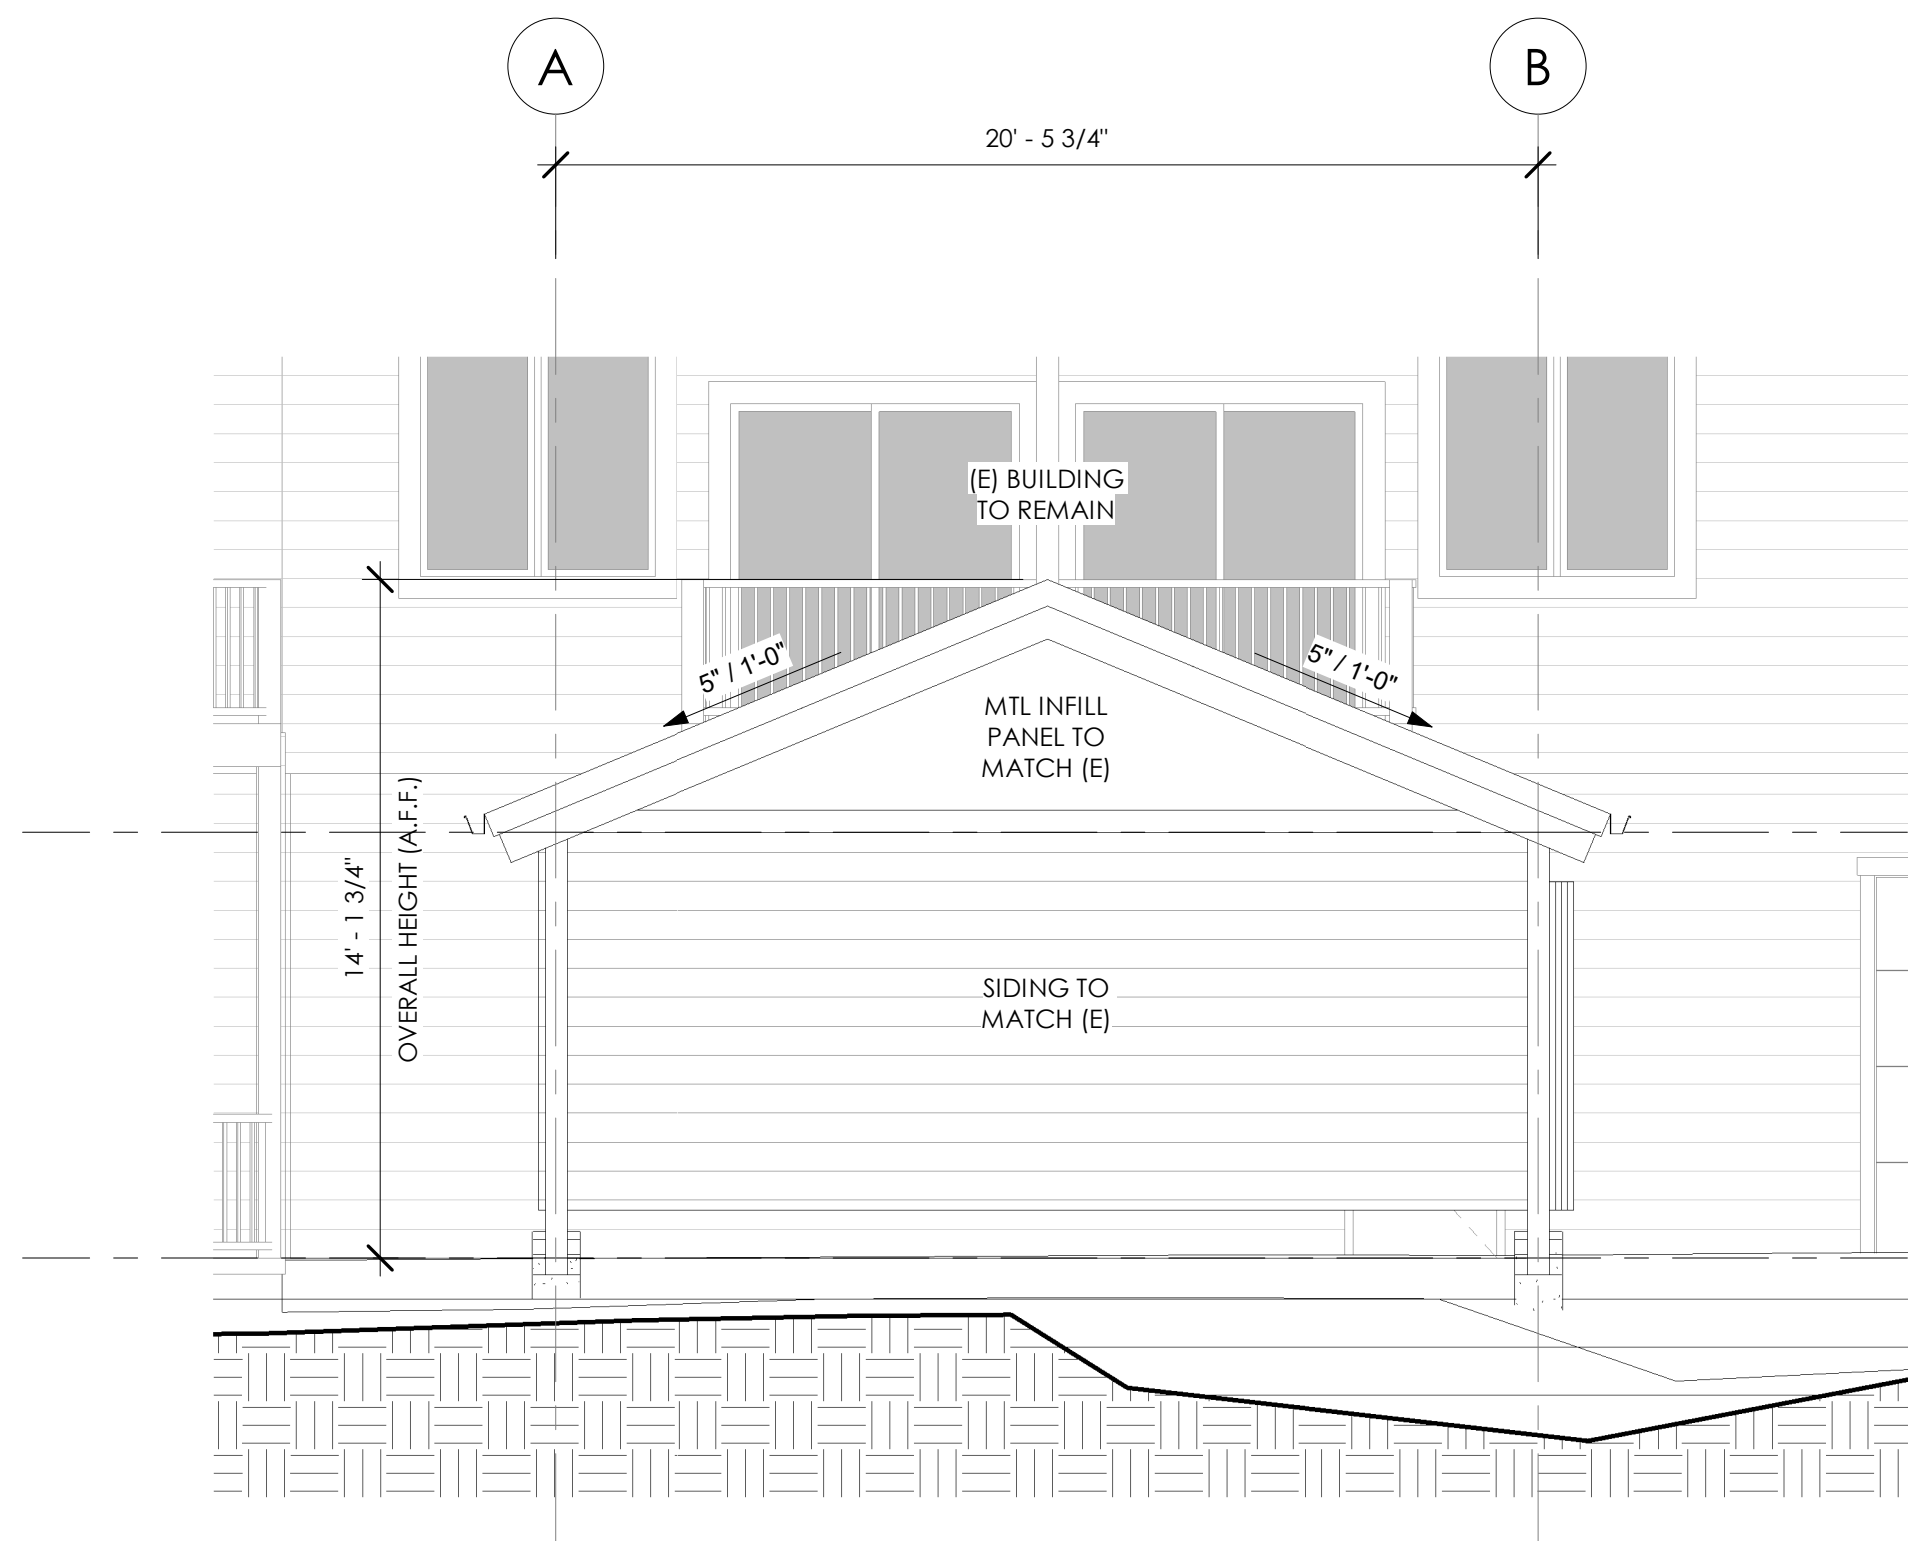 A
B
20' - 5 3/4"
(E) BUILDING
TO REMAIN
5" / 1'-0"
5" / 1'-0"
MTL INFILL
PANEL TO
MATCH (E)
14' - 1 3/4"
OVERALL HEIGHT (A.F.F.)
SIDING TO
MATCH (E)